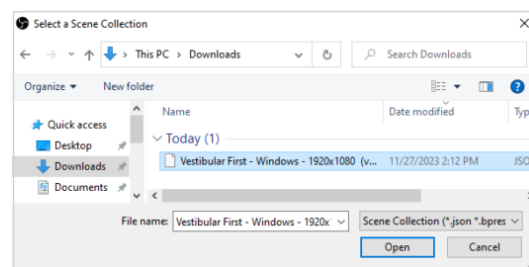 Select a Scene Collection
This PC > Downloads
Search Downloads
Organize
New folder
Name
Date modified
Typ
Quick access
Desktop
Downloads
Documents
Today (1)
Vestibular First - Windows - 1920x1080 (v... 11/27/2023 2:12 PM JSO
File name: Vestibular First - Windows - 1920x
Scene Collection (*.json *.bpres
Open
Cancel